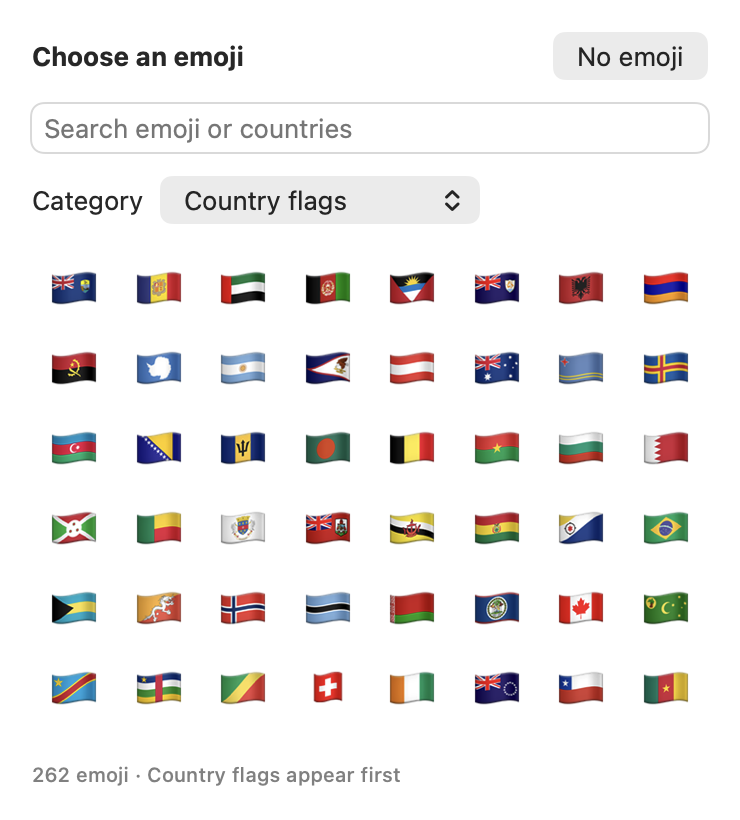 Choose an emoji
No emoji
Search emoji or countries
Category
Country flags
262 emoji · Country flags appear first